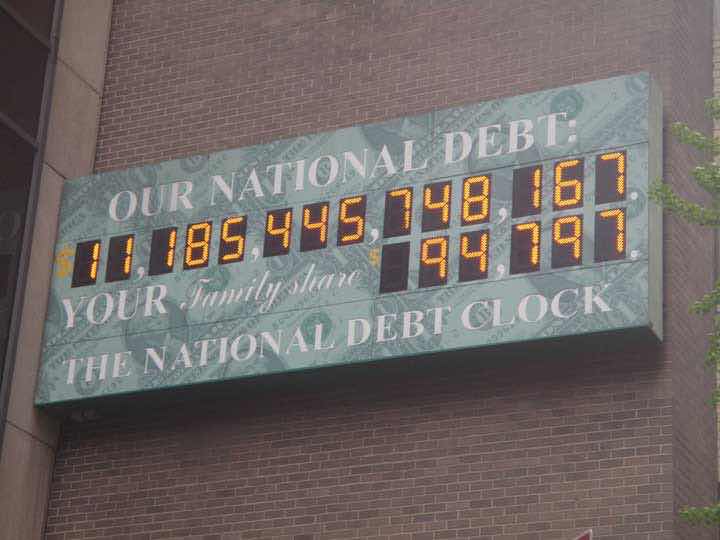 OUR NATIONAL DEBT:
$11,185,445,748,167.
YOUR Family share $94,797.
THE NATIONAL DEBT CLOCK